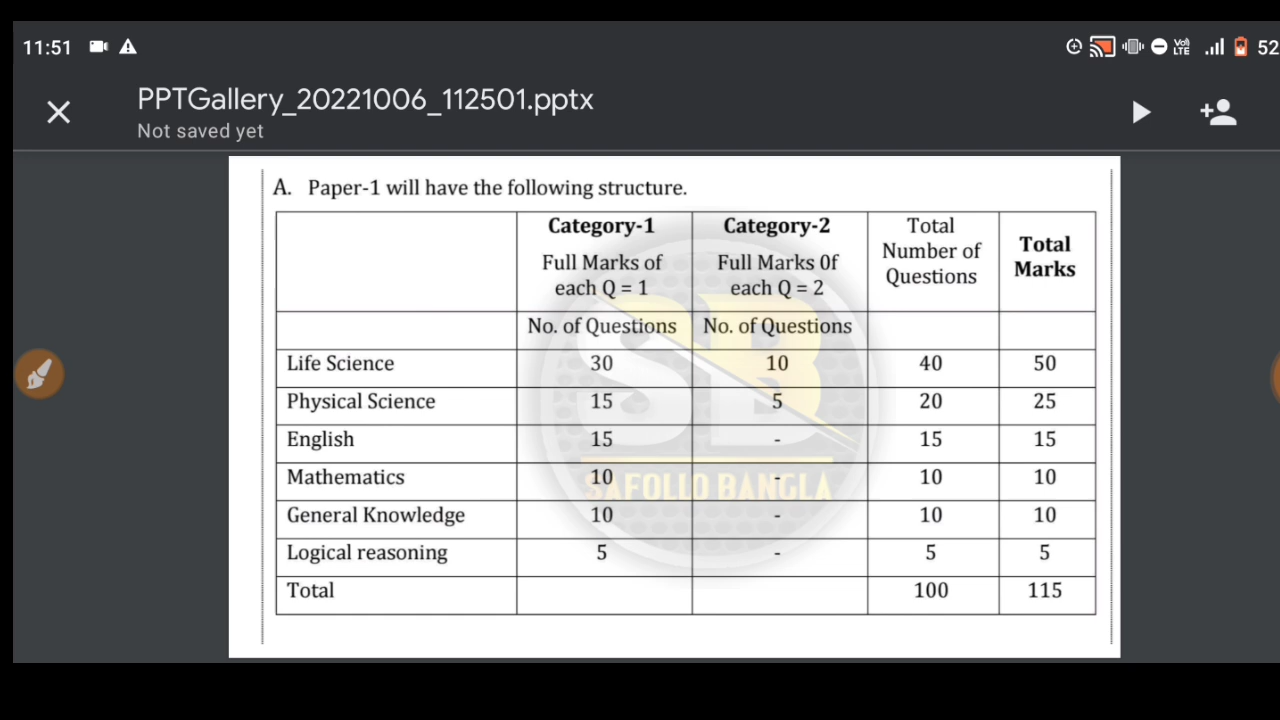 11:51
Vo) LTE 52
PPTGallery_20221006_112501.pptx
Not saved yet
A. Paper-1 will have the following structure.
Category-1 Category-2 Total Number of Questions Total Marks
Full Marks of each Q = 1 Full Marks 0f each Q = 2
No. of Questions No. of Questions
Life Science 30 10 40 50
Physical Science 15 5 20 25
English 15 - 15 15
Mathematics 10 - 10 10
General Knowledge 10 - 10 10
Logical reasoning 5 - 5 5
Total 100 115
SB
SAFOLLO BANGLA